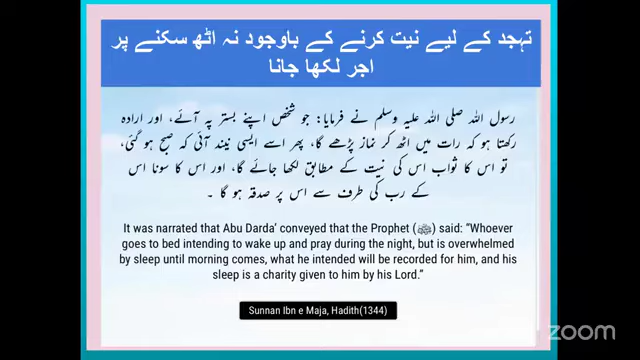 تہجد کے لیے نیت کرنے کے باوجود نہ اٹھ سکنے پر
اجر لکھا جانا
رسول اللہ صلی اللہ علیہ وسلم نے فرمایا: جو شخص اپنے بستر پہ آئے، اور ارادہ
رکھتا ہو کہ رات میں اٹھ کر نماز پڑھے گا، پھر اسے ایسی نیند آئی کہ صبح ہو گئی،
تو اس کا ثواب اس کی نیت کے مطابق لکھا جائے گا، اور اس کا سونا اس
کے رب کی طرف سے اس پر صدقہ ہو گا ۔
It was narrated that Abu Darda’ conveyed that the Prophet (ﷺ) said: “Whoever
goes to bed intending to wake up and pray during the night, but is overwhelmed
by sleep until morning comes, what he intended will be recorded for him, and his
sleep is a charity given to him by his Lord.”
Sunnan Ibn e Maja, Hadith(1344)
zoom